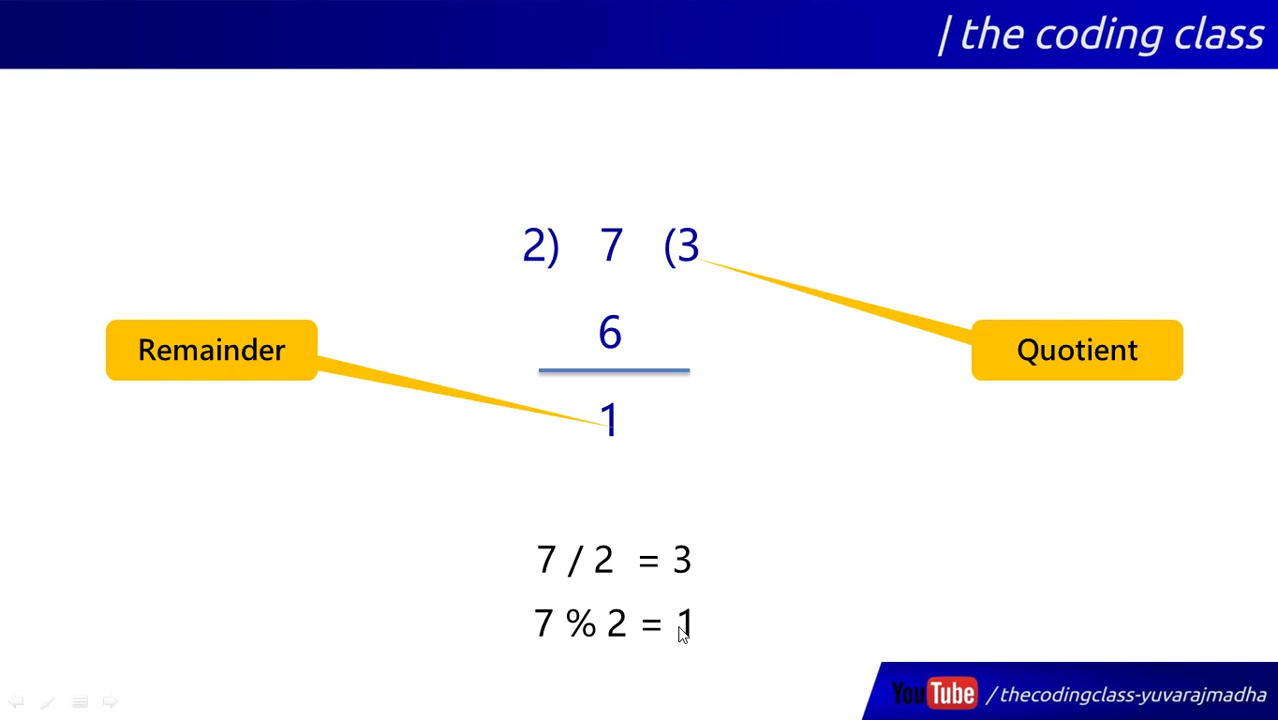 | the coding class
2) 7 (3
6
Remainder
Quotient
1
7 / 2 = 3
7 % 2 = 1
YouTube / thecodingclass-yuvarajmadha